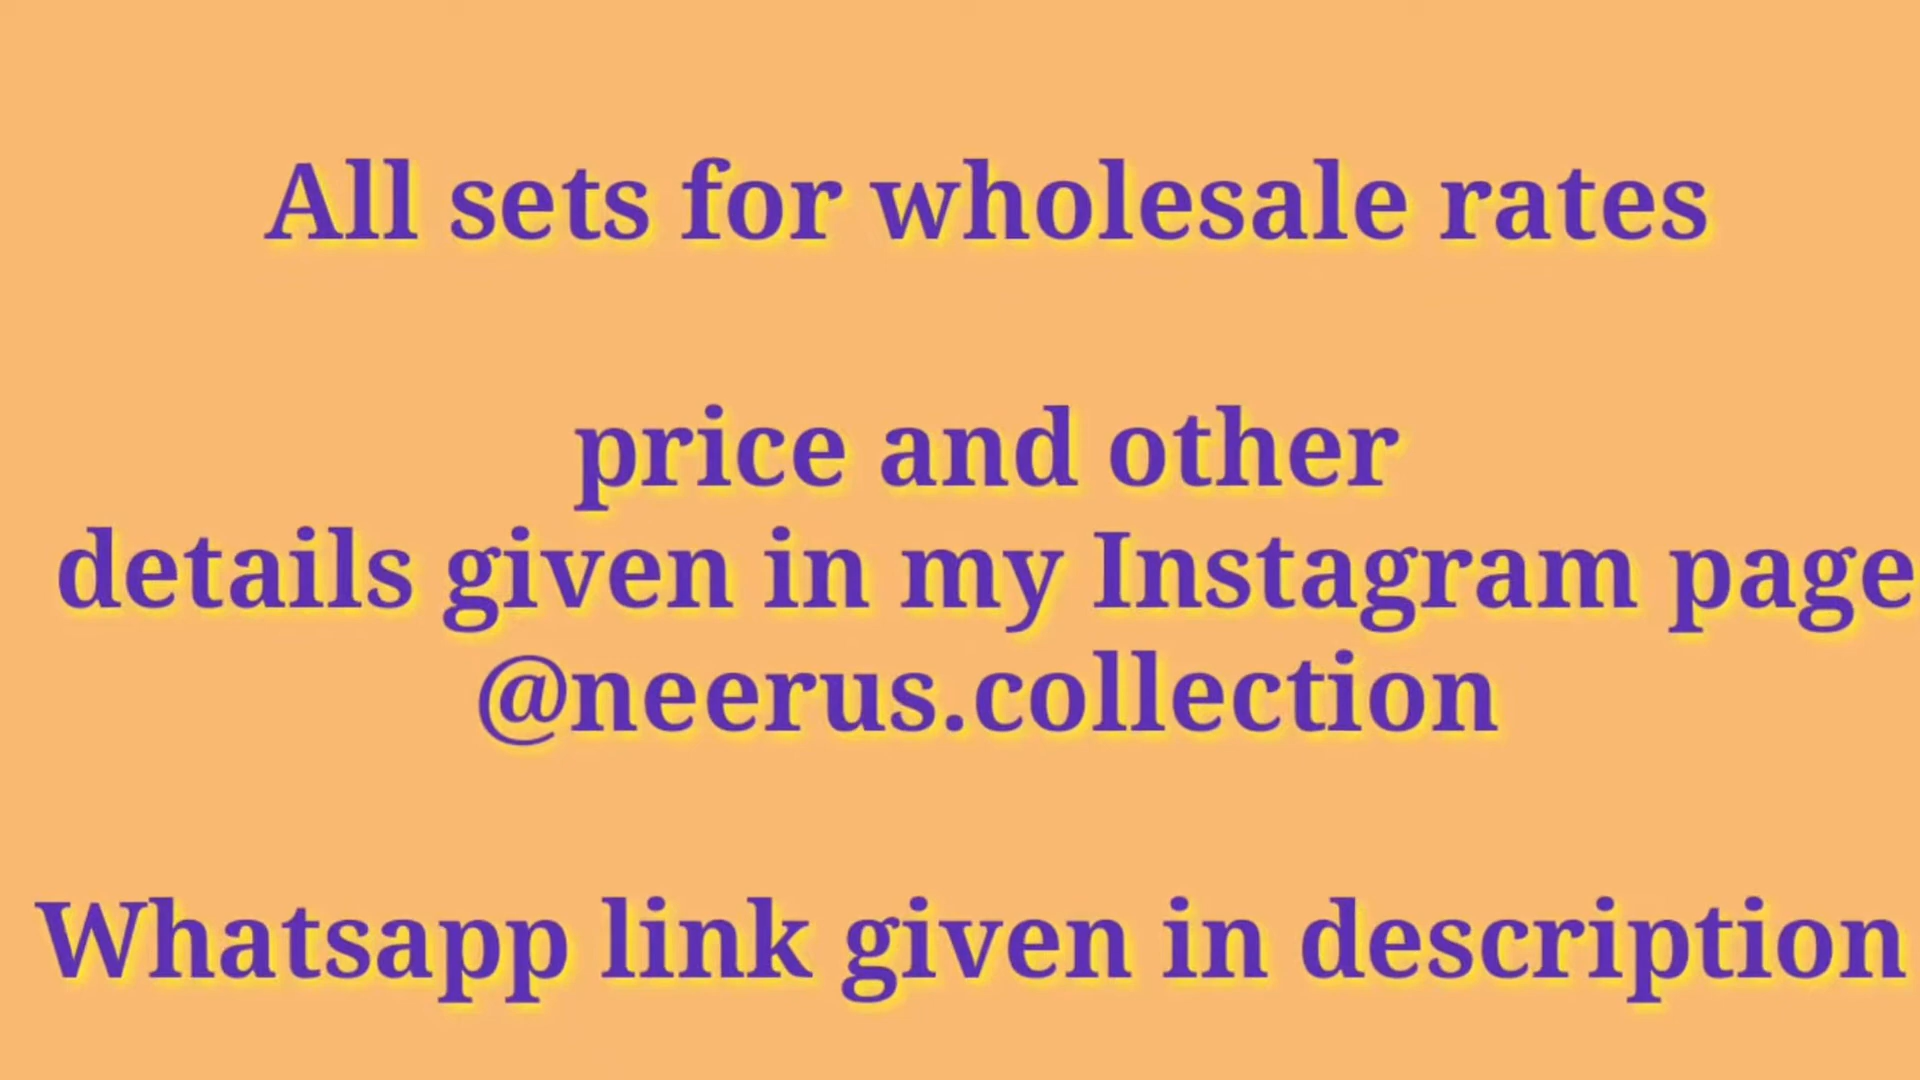 All sets for wholesale rates
price and other
details given in my Instagram page
@neerus.collection
Whatsapp link given in description